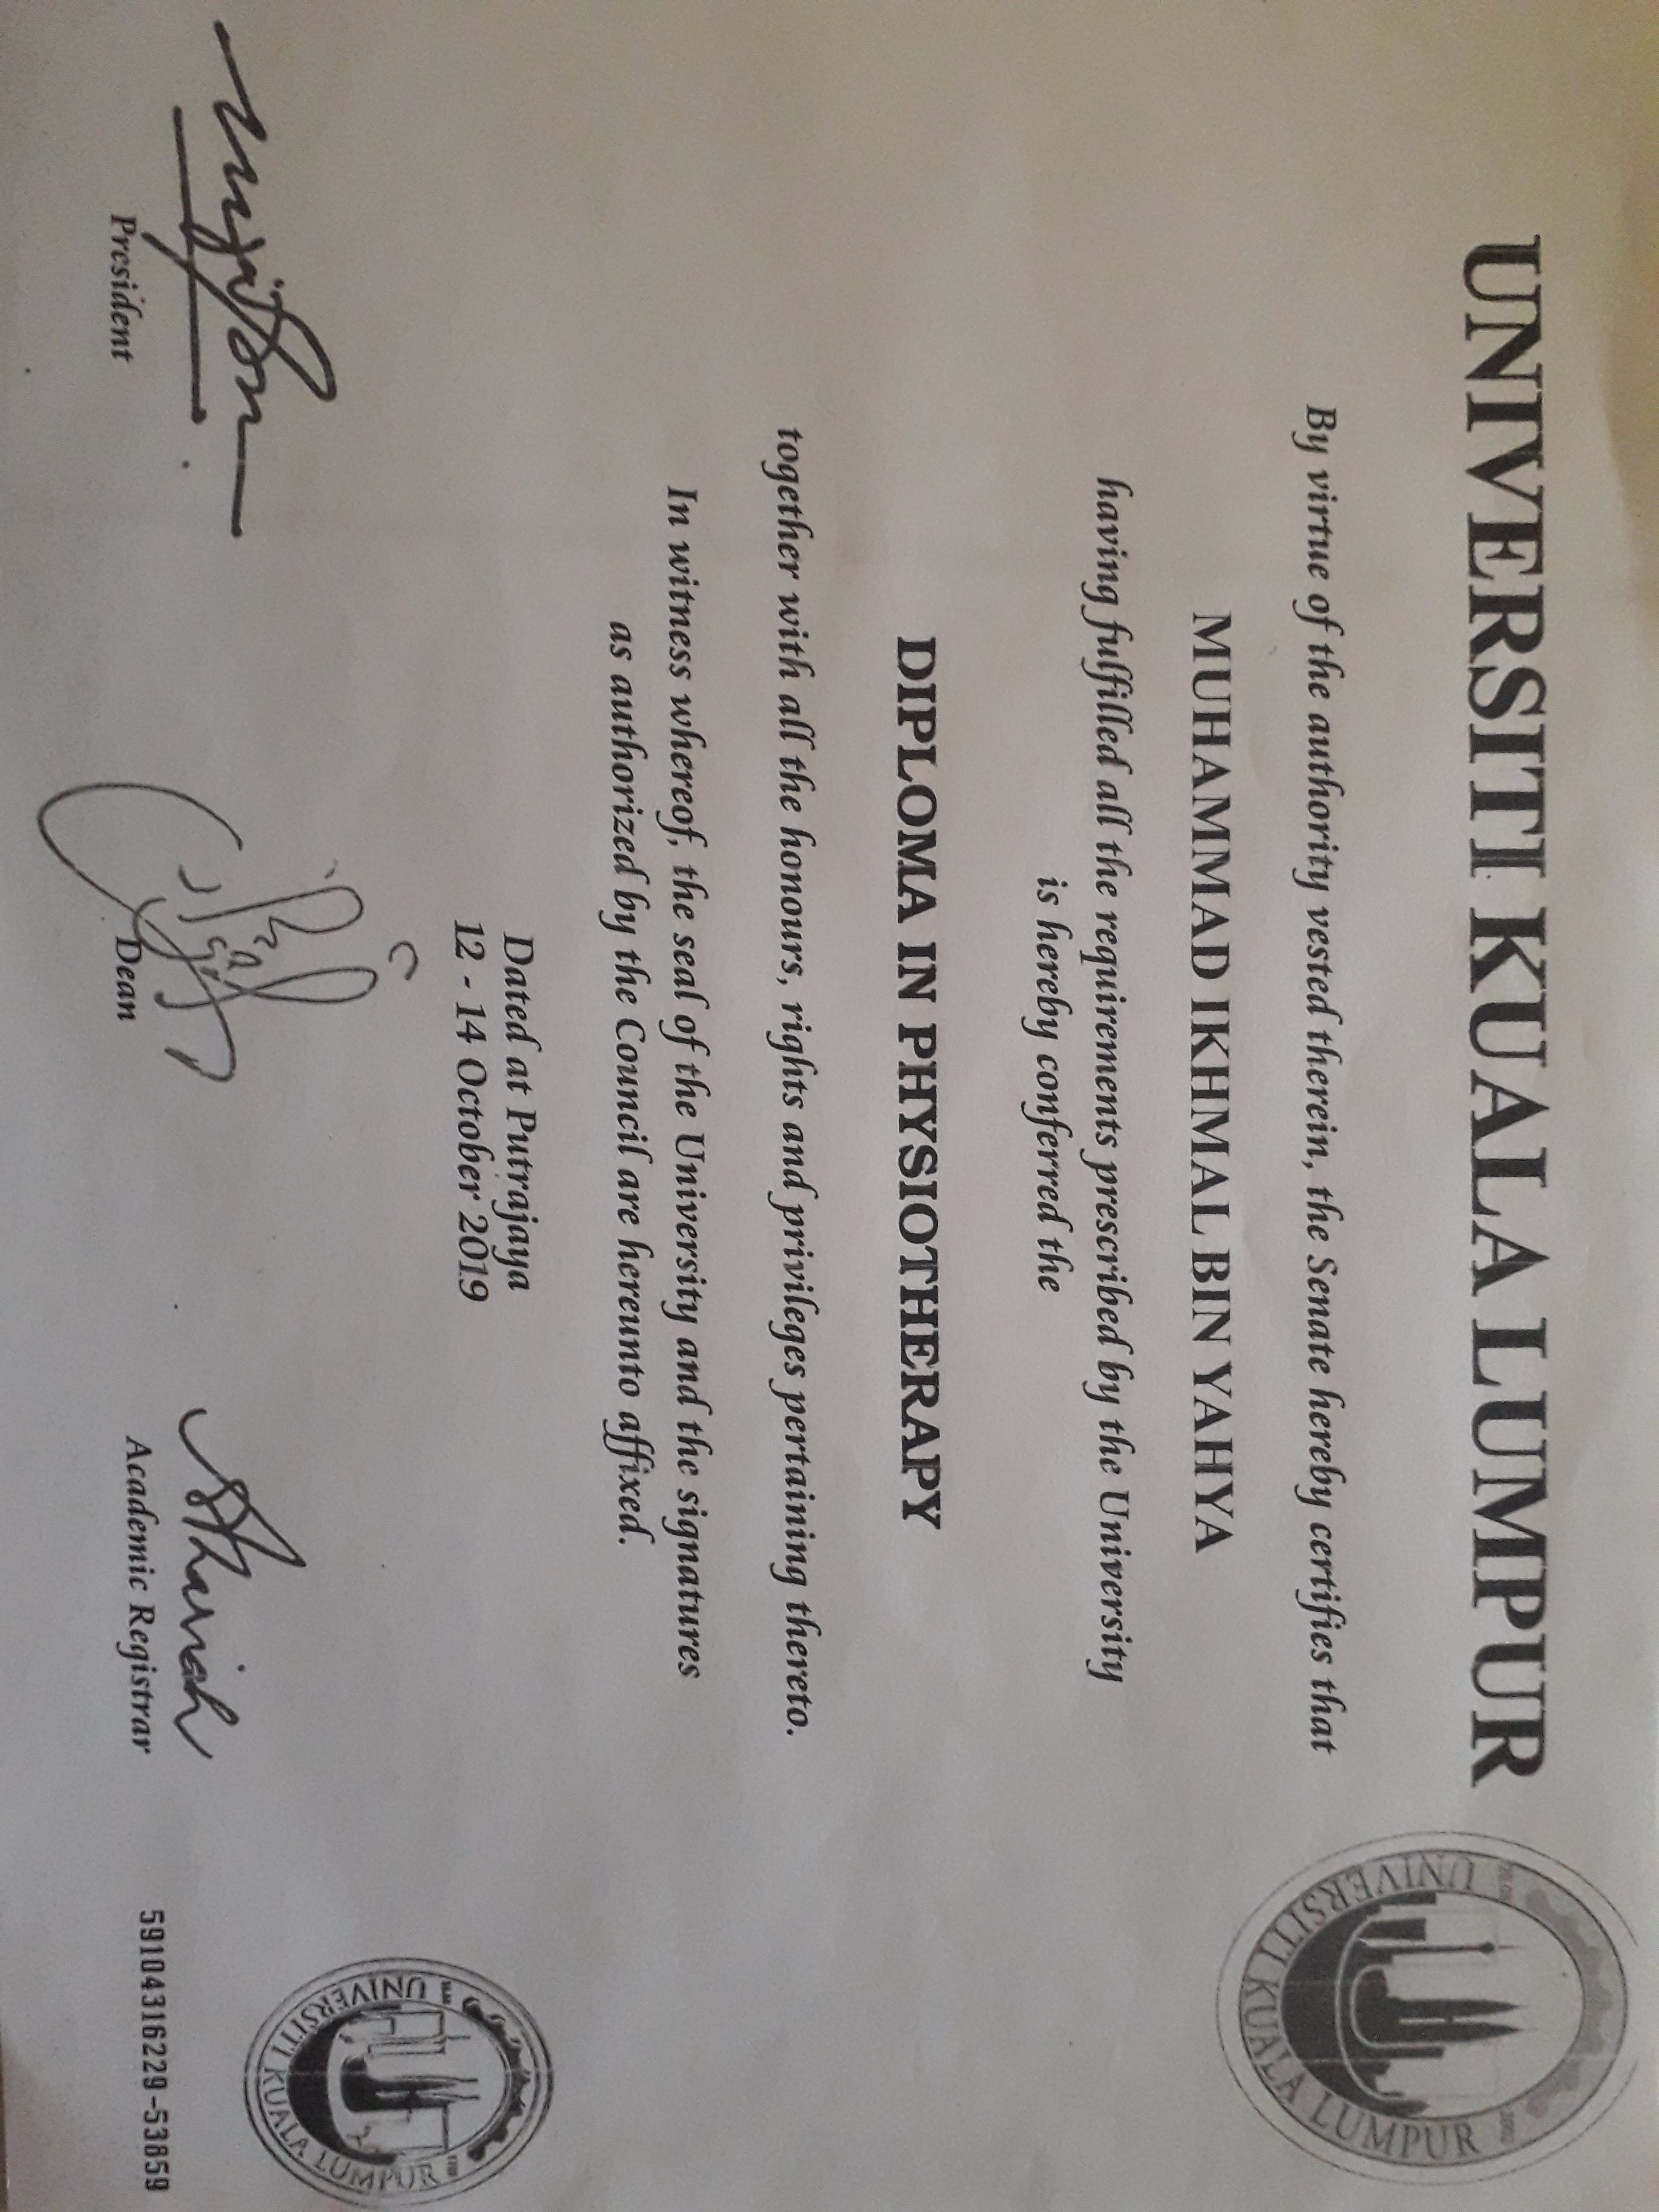 UNIVERSITI KUALA LUMPUR
UNIVERSITI KUALA LUMPUR
By virtue of the authority vested therein, the Senate hereby certifies that
MUHAMMAD IKHMAL BIN YAHYA
having fulfilled all the requirements prescribed by the University
is hereby conferred the
DIPLOMA IN PHYSIOTHERAPY
together with all the honours, rights and privileges pertaining thereto.
In witness whereof, the seal of the University and the signatures
as authorized by the Council are hereunto affixed.
Dated at Putrajaya
12 - 14 October 2019
President
Dean
Academic Registrar
UNIVERSITI KUALA LUMPUR
591043116229-53859